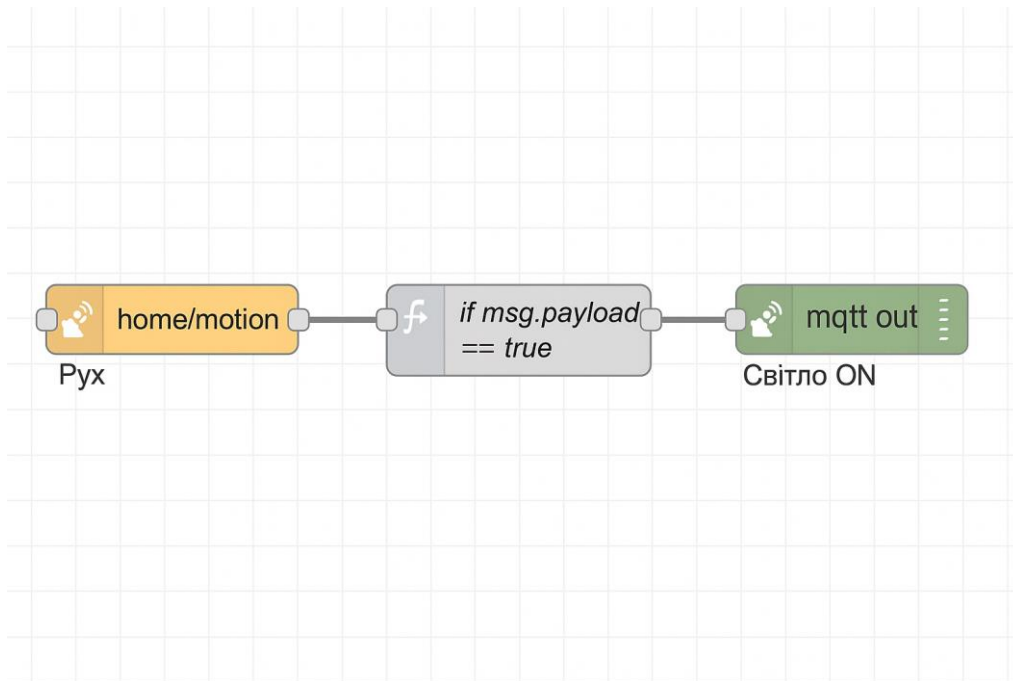 home/motion
Рух
if msg.payload
== true
mqtt out
Світло ON